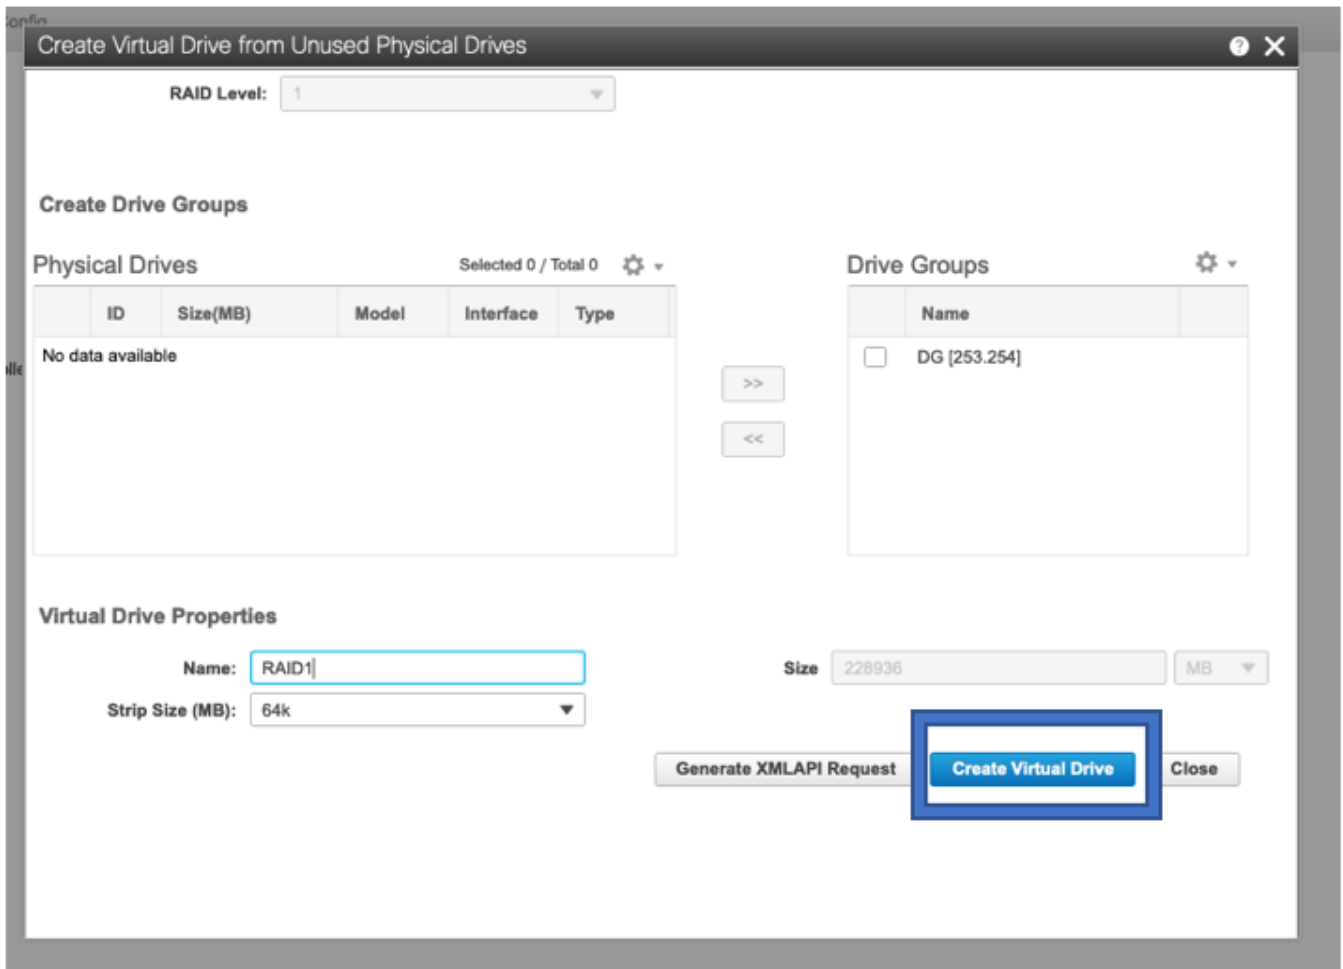 Config
Create Virtual Drive from Unused Physical Drives ?
RAID Level: 1
Create Drive Groups
Physical Drives Selected 0 / Total 0 Drive Groups
ID Size(MB) Model Interface Type Name
No data available DG [253.254]
>>
<<
Virtual Drive Properties
Name: RAID1 Size 228936 MB
Strip Size (MB): 64k
Generate XMLAPI Request Create Virtual Drive Close